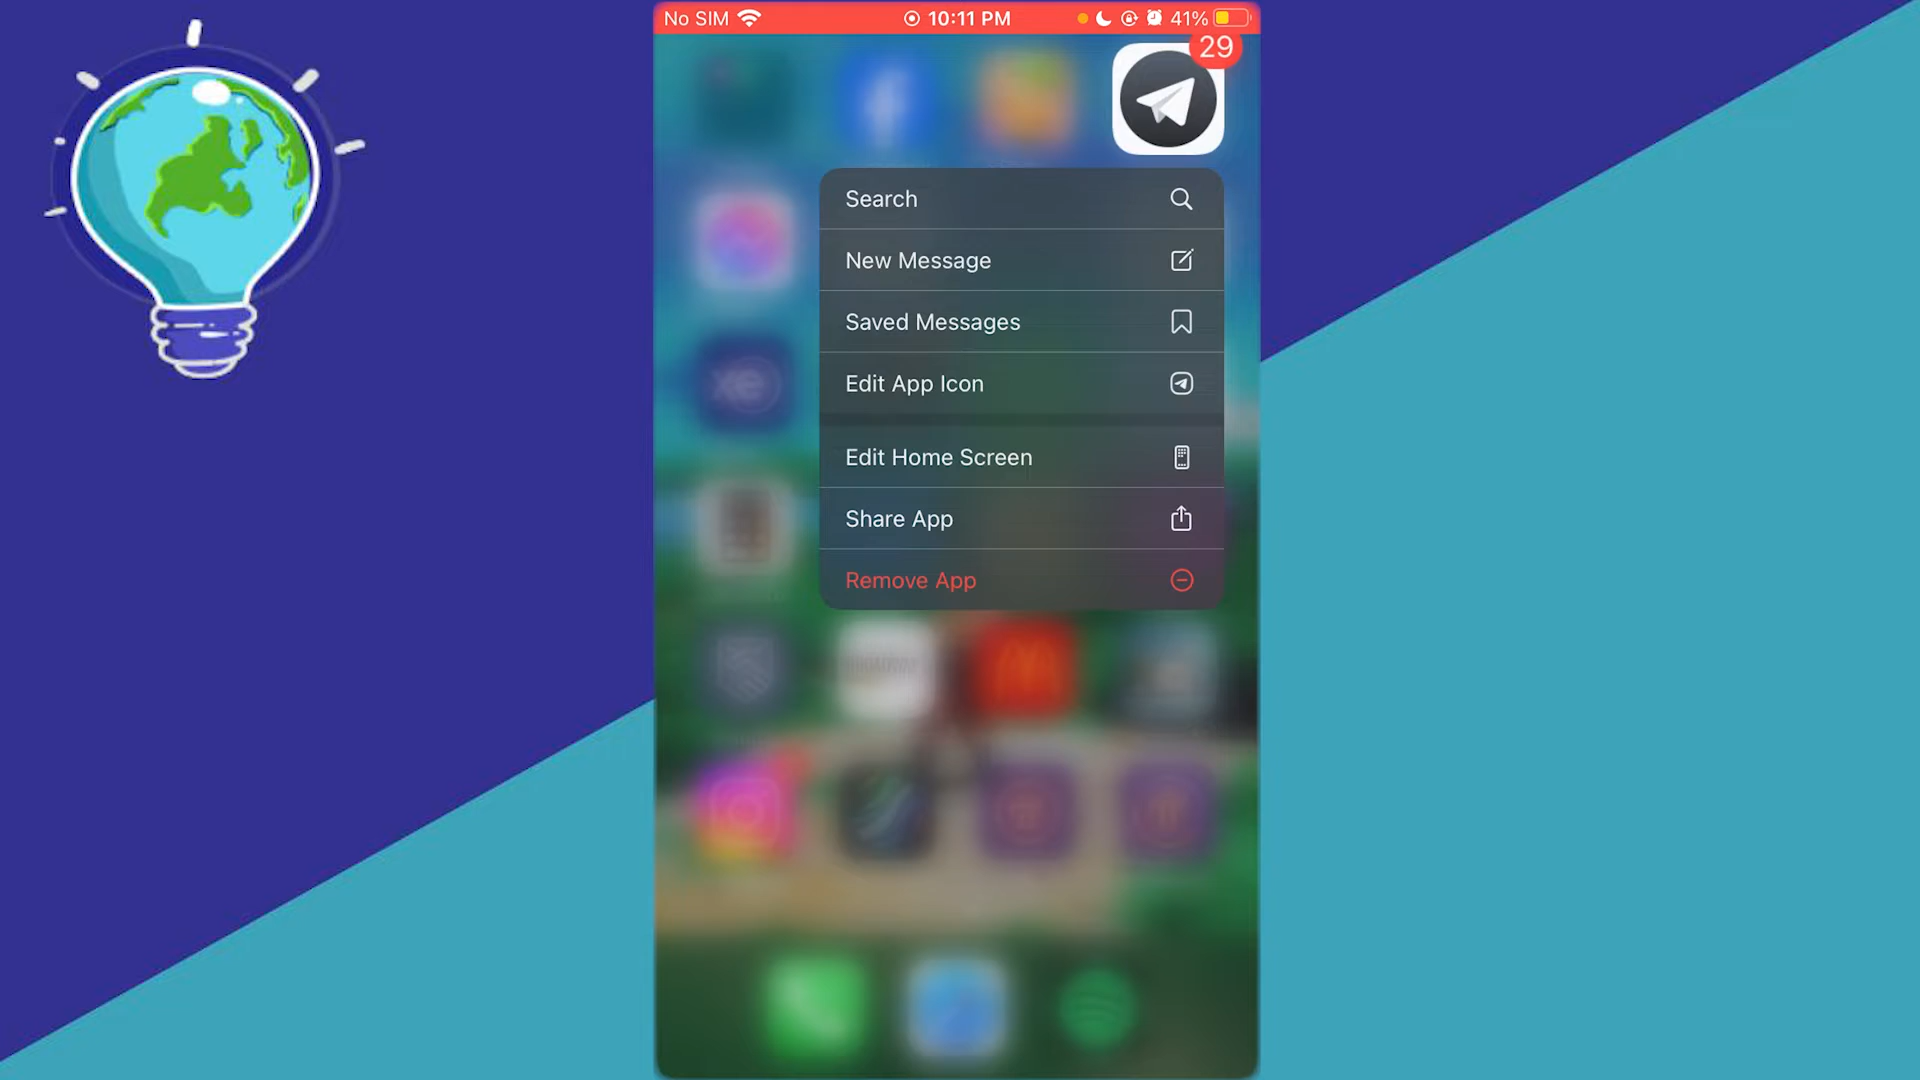 No SIM 10:11 PM 41%
29
Search
New Message
Saved Messages
Edit App Icon
Edit Home Screen
Share App
Remove App
xe